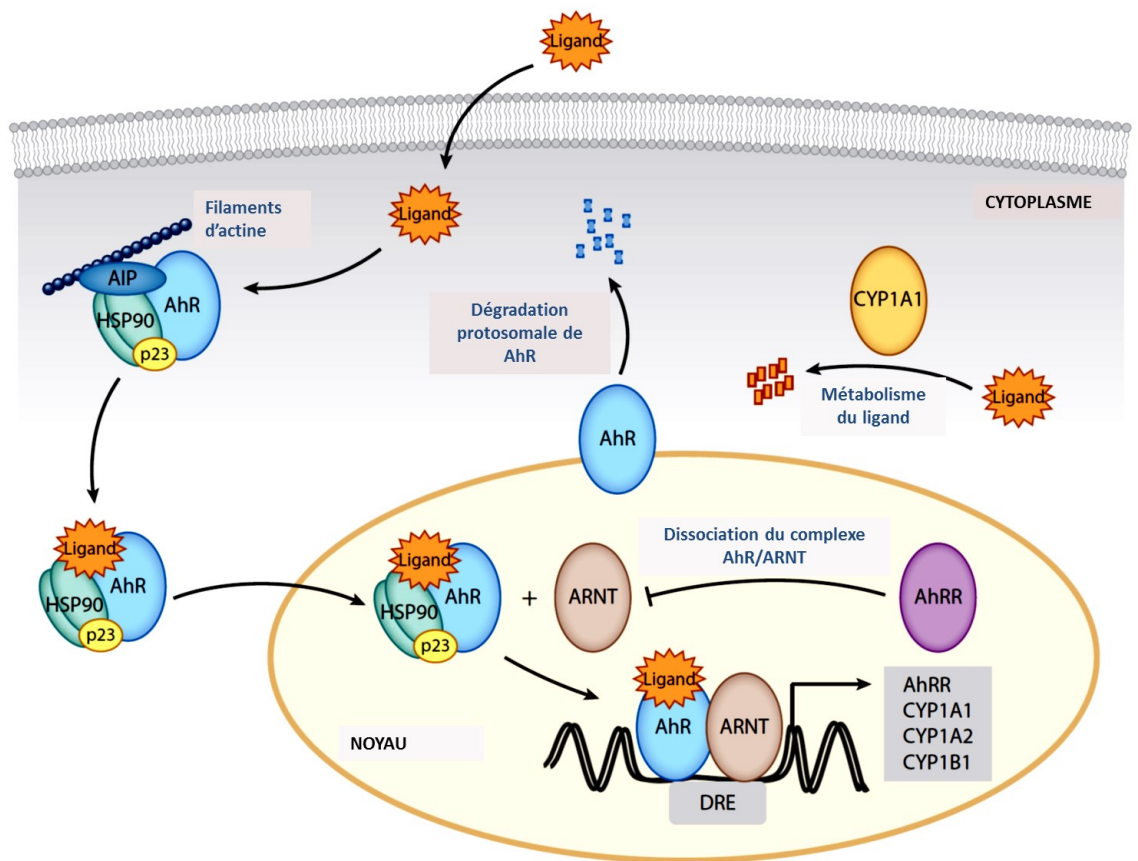 Ligand
CYTOPLASME
Filaments
d'actine
Ligand
AIP
HSP90
AhR
p23
Dégradation
protosomale de
AhR
CYP1A1
Métabolisme
du ligand
Ligand
AhR
Ligand
HSP90
AhR
p23
Ligand
HSP90
AhR
p23
+
ARNT
Dissociation du complexe
AhR/ARNT
AhRR
Ligand
AhR
ARNT
DRE
AhRR
CYP1A1
CYP1A2
CYP1B1
NOYAU